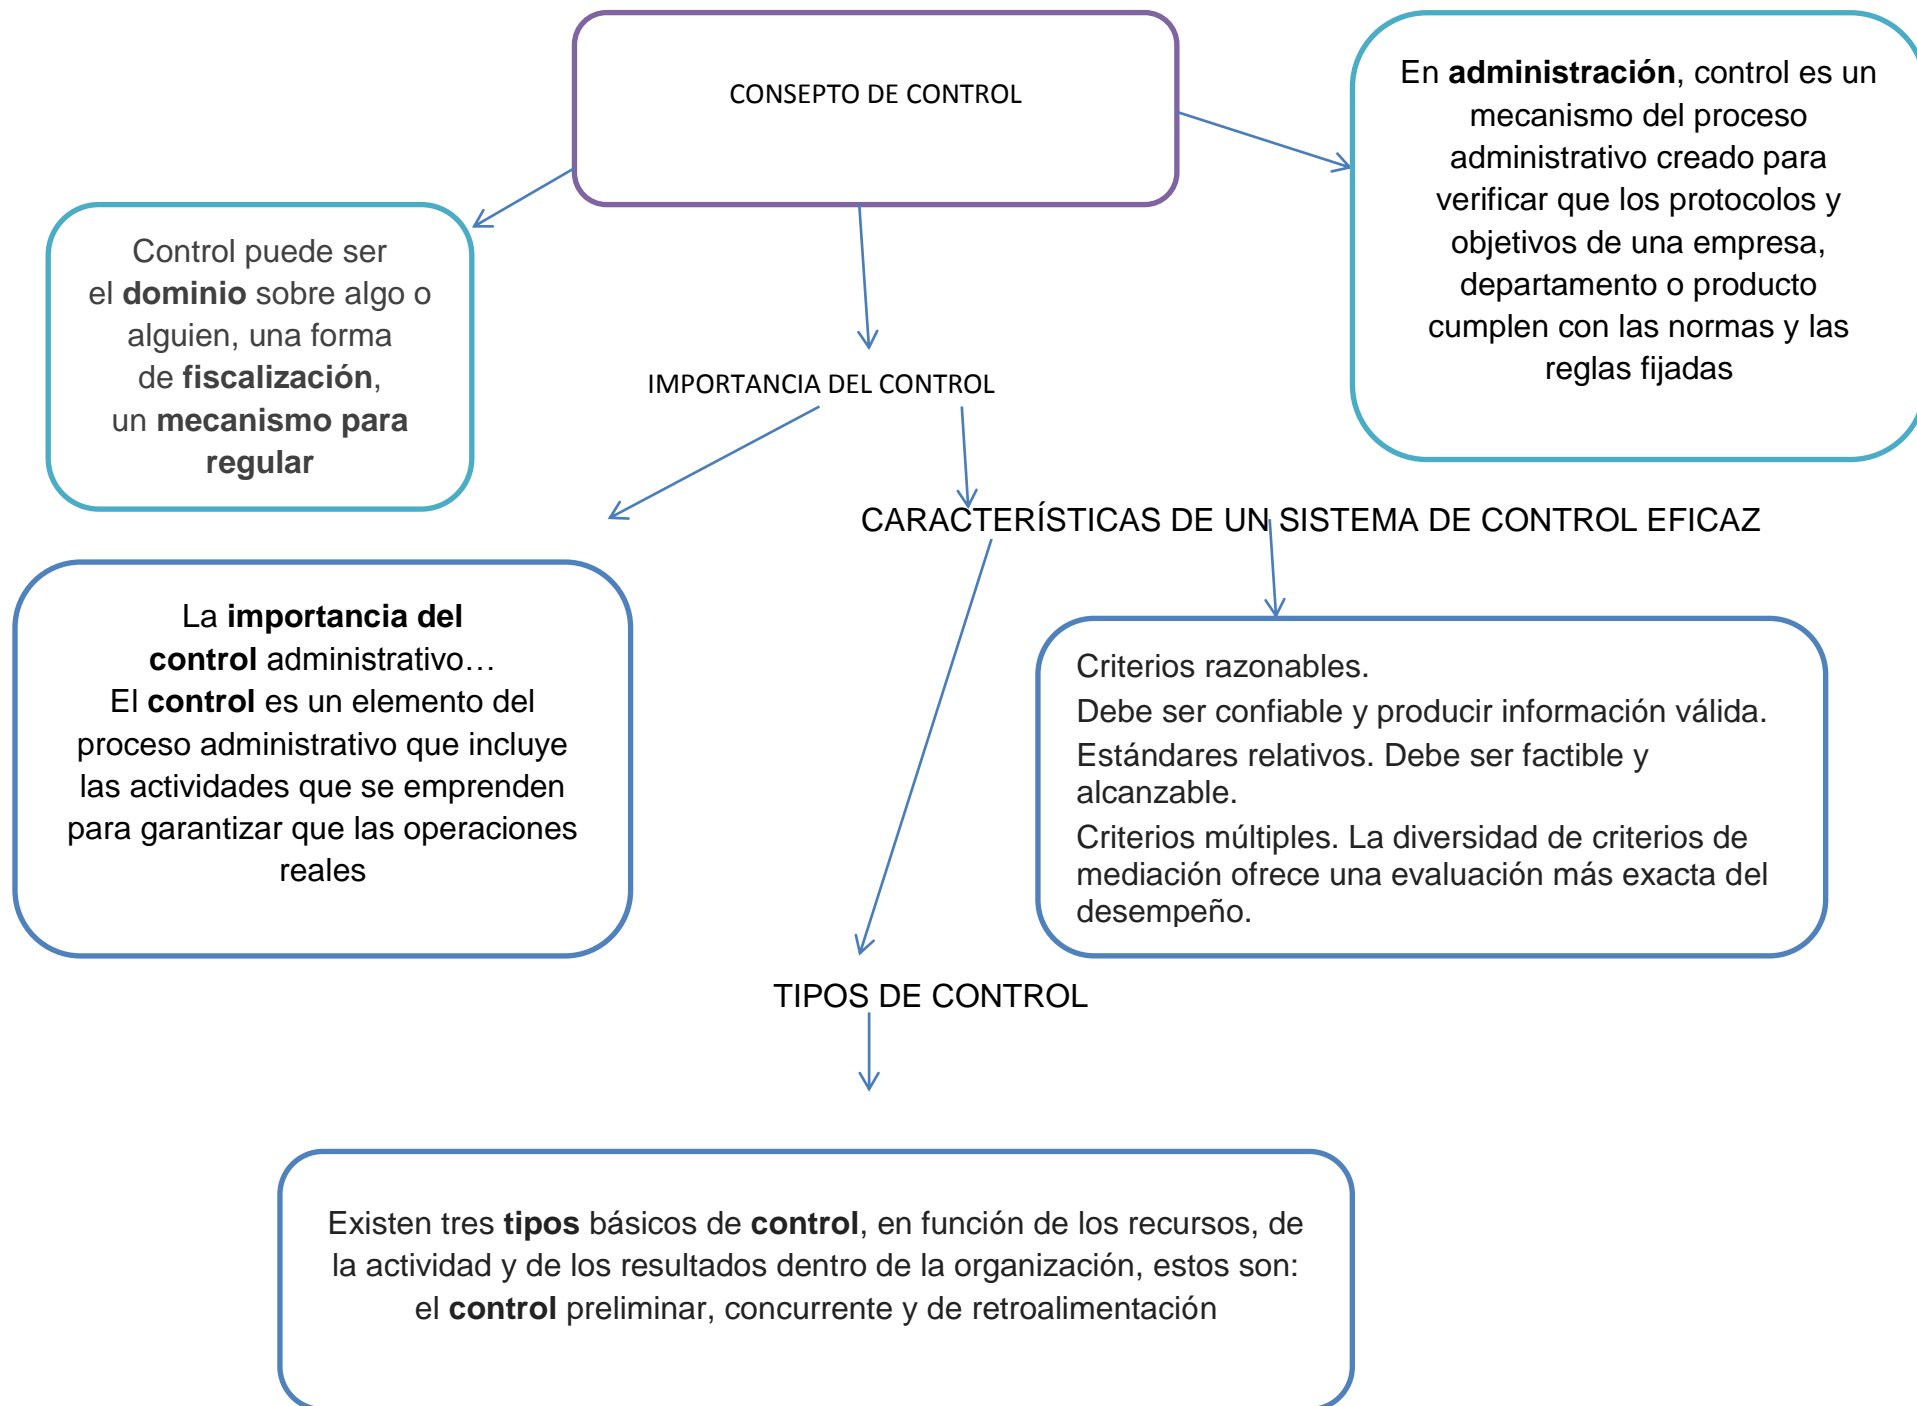 CONSEPTO DE CONTROL
En administración, control es un
mecanismo del proceso
administrativo creado para
verificar que los protocolos y
objetivos de una empresa,
departamento o producto
cumplen con las normas y las
reglas fijadas
Control puede ser
el dominio sobre algo o
alguien, una forma
de fiscalización,
un mecanismo para
regular
IMPORTANCIA DEL CONTROL
CARACTERÍSTICAS DE UN SISTEMA DE CONTROL EFICAZ
La importancia del
control administrativo…
El control es un elemento del
proceso administrativo que incluye
las actividades que se emprenden
para garantizar que las operaciones
reales
Criterios razonables.
Debe ser confiable y producir información válida.
Estándares relativos. Debe ser factible y
alcanzable.
Criterios múltiples. La diversidad de criterios de
mediación ofrece una evaluación más exacta del
desempeño.
TIPOS DE CONTROL
Existen tres tipos básicos de control, en función de los recursos, de
la actividad y de los resultados dentro de la organización, estos son:
el control preliminar, concurrente y de retroalimentación